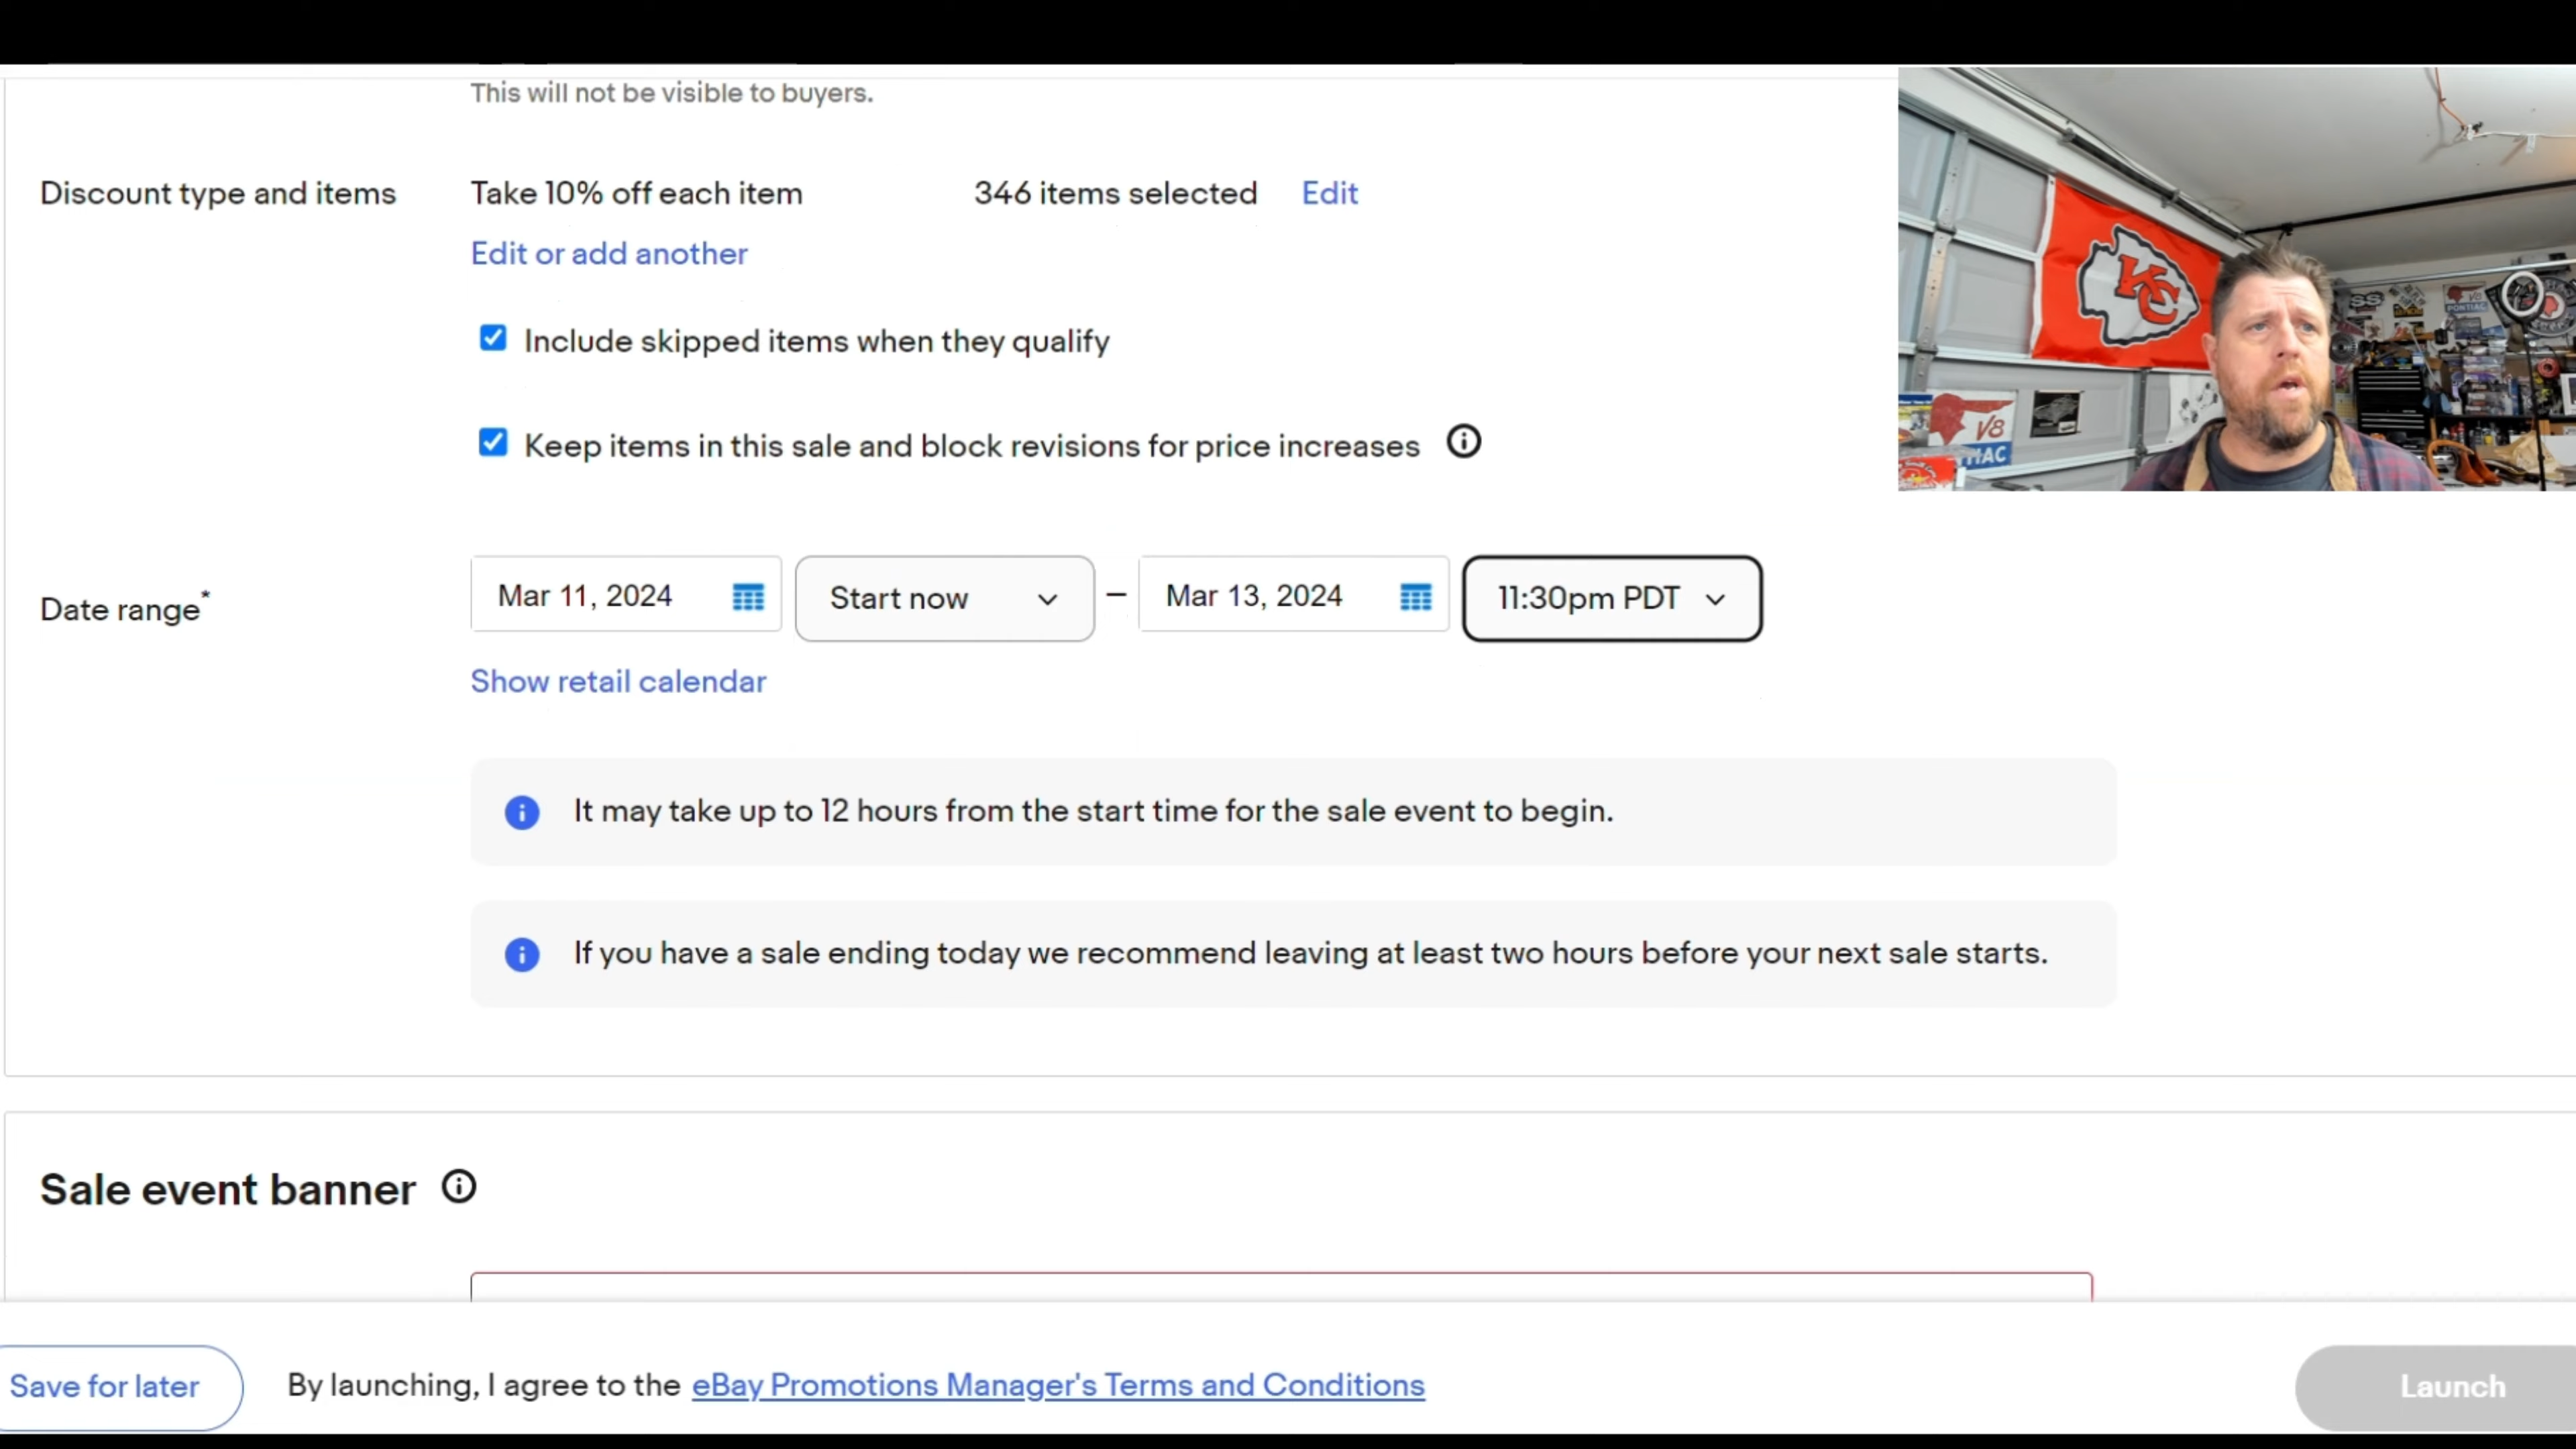 This will not be visible to buyers.
Discount type and items
Take 10% off each item
346 items selected
Edit
Edit or add another
Include skipped items when they qualify
Keep items in this sale and block revisions for price increases
Date range*
Mar 11, 2024
Start now
–
Mar 13, 2024
11:30pm PDT
Show retail calendar
It may take up to 12 hours from the start time for the sale event to begin.
If you have a sale ending today we recommend leaving at least two hours before your next sale starts.
Sale event banner
Save for later
By launching, I agree to the eBay Promotions Manager's Terms and Conditions
Launch
KC
V8
SS
PONTIAC